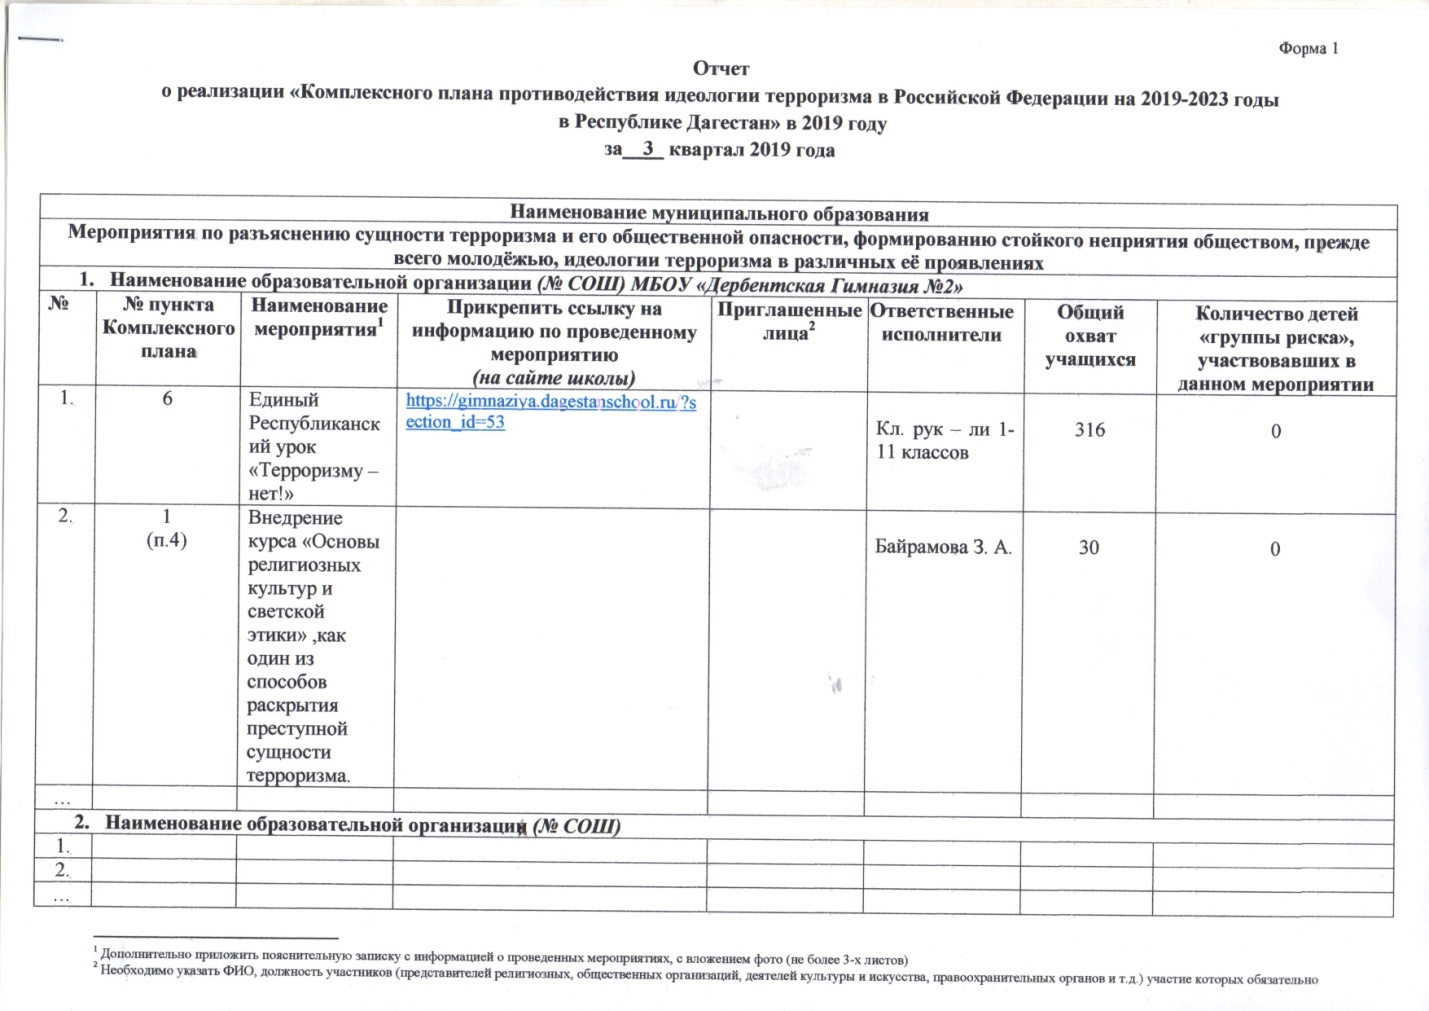 Форма 1
Отчет
о реализации «Комплексного плана противодействия идеологии терроризма в Российской Федерации на 2019-2023 годы
в Республике Дагестан» в 2019 году
за 3 квартал 2019 года
Наименование муниципального образования
Мероприятия по разъяснению сущности терроризма и его общественной опасности, формированию стойкого неприятия обществом, прежде
всего молодёжью, идеологии терроризма в различных её проявлениях
1. Наименование образовательной организации (№ СОШ) МБОУ «Дербентская Гимназия №2»
№
№ пункта
Комплексного
плана
Наименование
мероприятия1
Прикрепить ссылку на
информацию по проведенному
мероприятию
(на сайте школы)
Приглашенные
лица2
Ответственные
исполнители
Общий
охват
учащихся
Количество детей
«группы риска»,
участвовавших в
данном мероприятии
1.
6
Единый
Республиканск
ий урок
«Терроризму –
нет!»
https://gimnaziya.dagestanschool.ru/?s
ection_id=53
Кл. рук – ли 1-
11 классов
316
0
2.
1
(п.4)
Внедрение
курса «Основы
религиозных
культур и
светской
этики» ,как
один из
способов
раскрытия
преступной
сущности
терроризма.
Байрамова З. А.
30
0
...
2. Наименование образовательной организации (№ СОШ)
1.
2.
...
1 Дополнительно приложить пояснительную записку с информацией о проведенных мероприятиях, с вложением фото (не более 3-х листов)
2 Необходимо указать ФИО, должность участников (представителей религиозных, общественных организаций, деятелей культуры и искусства, правоохранительных органов и т.д.) участие которых обязательно